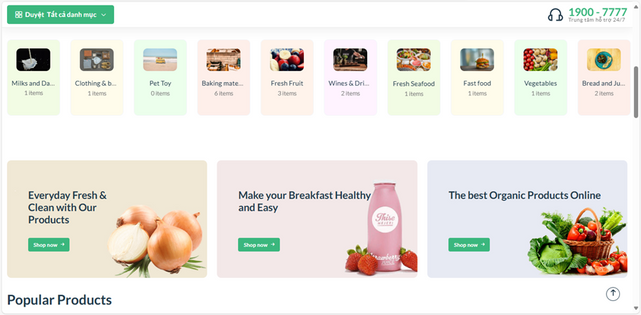 Duyệt Tất cả danh mục
1900 - 7777
Trung tâm hỗ trợ 24/7
Milks and Da...
1 items
Clothing & b...
1 items
Pet Toy
0 items
Baking mate...
6 items
Fresh Fruit
3 items
Wines & Dri...
2 items
Fresh Seafood
1 items
Fast food
1 items
Vegetables
1 items
Bread and Ju...
2 items
Everyday Fresh &
Clean with Our
Products
Shop now
Make your Breakfast Healthy
and Easy
Shop now
The best Organic Products Online
Shop now
Popular Products